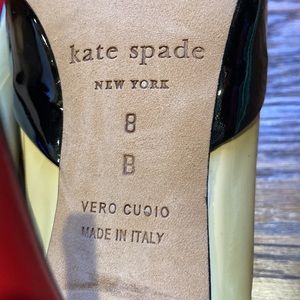 kate spade
NEW YORK
8
B
VERO CUOIO
MADE IN ITALY